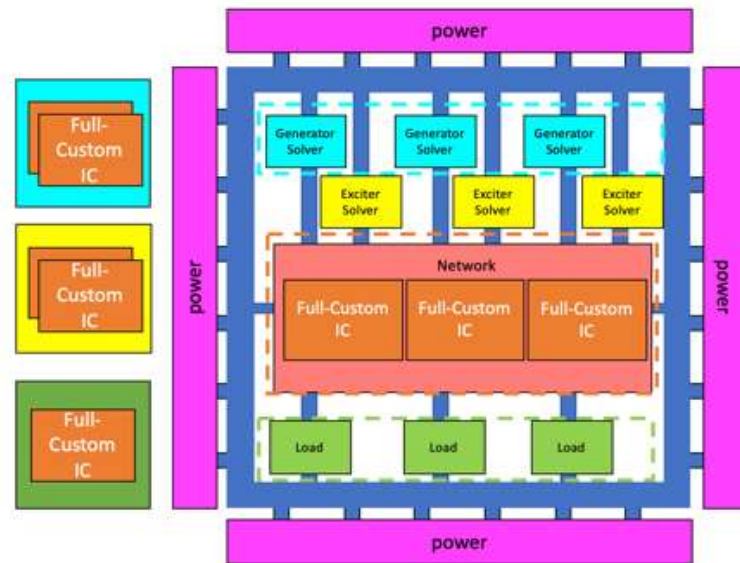 power
Full-
Custom
IC
Full-
Custom
IC
Full-
Custom
IC
power
Generator
Solver
Generator
Solver
Generator
Solver
Exciter
Solver
Exciter
Solver
Exciter
Solver
Network
Full-Custom
IC
Full-Custom
IC
Full-Custom
IC
Load
Load
Load
power
power